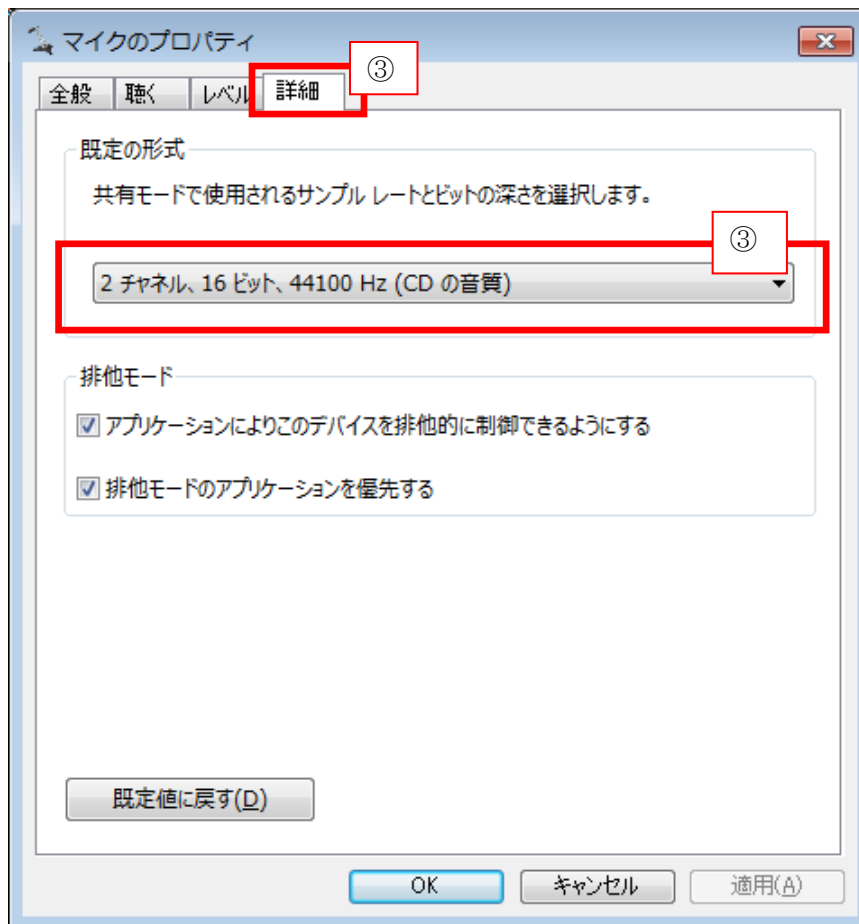 マイクのプロパティ
③
全般 聴く レベル 詳細
既定の形式
共有モードで使用されるサンプル レートとビットの深さを選択します。
③
2 チャネル、16 ビット、44100 Hz (CD の音質)
排他モード
アプリケーションによりこのデバイスを排他的に制御できるようにする
排他モードのアプリケーションを優先する
既定値に戻す(D)
OK キャンセル 適用(A)